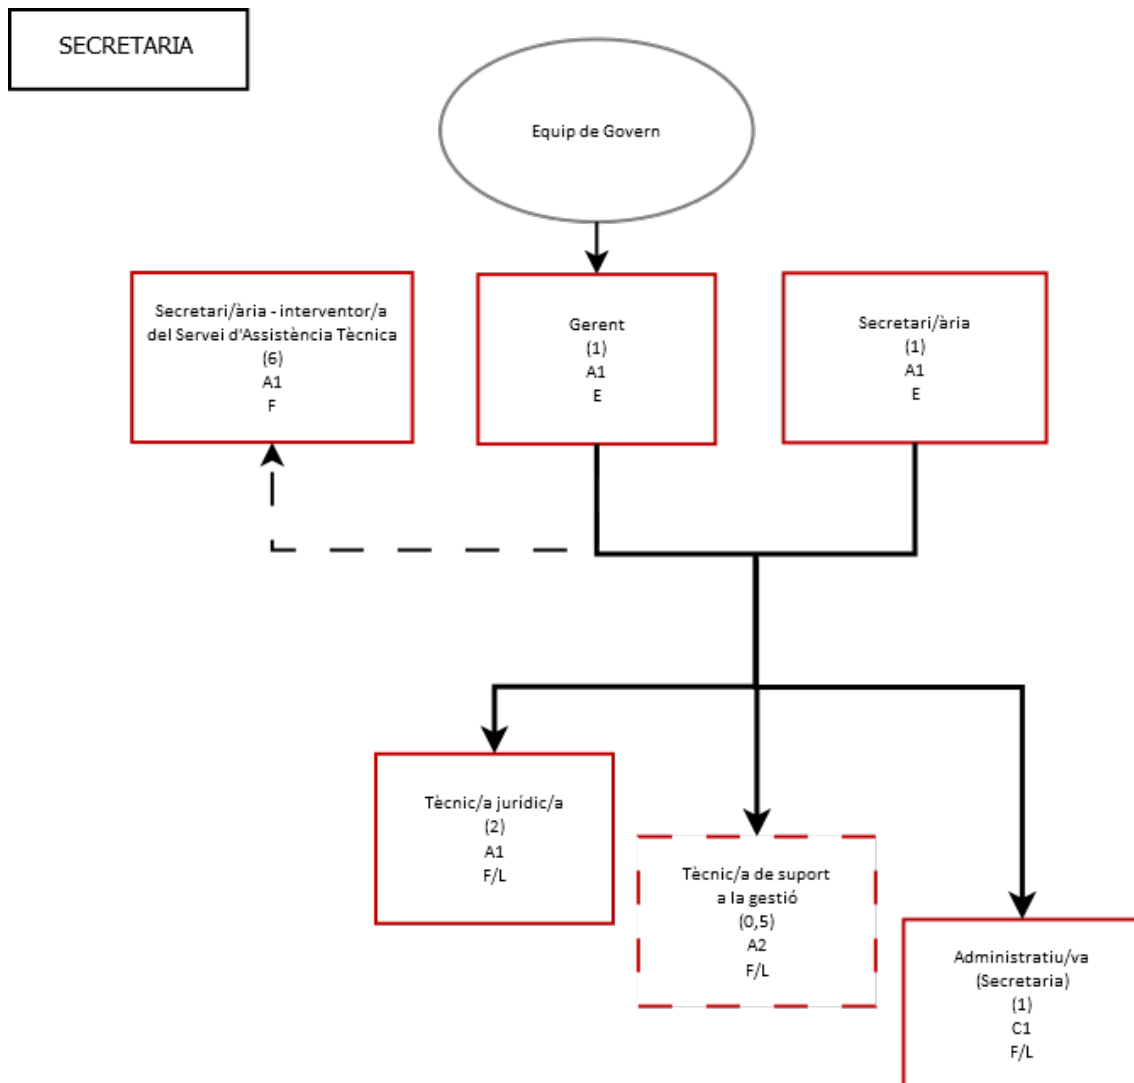 SECRETARIA
Equip de Govern
Secretari/ària - interventor/a
del Servei d'Assistència Tècnica
(6)
A1
F
Gerent
(1)
A1
E
Secretari/ària
(1)
A1
E
Tècnic/a jurídic/a
(2)
A1
F/L
Tècnic/a de suport
a la gestió
(0,5)
A2
F/L
Administratiu/va
(Secretaria)
(1)
C1
F/L